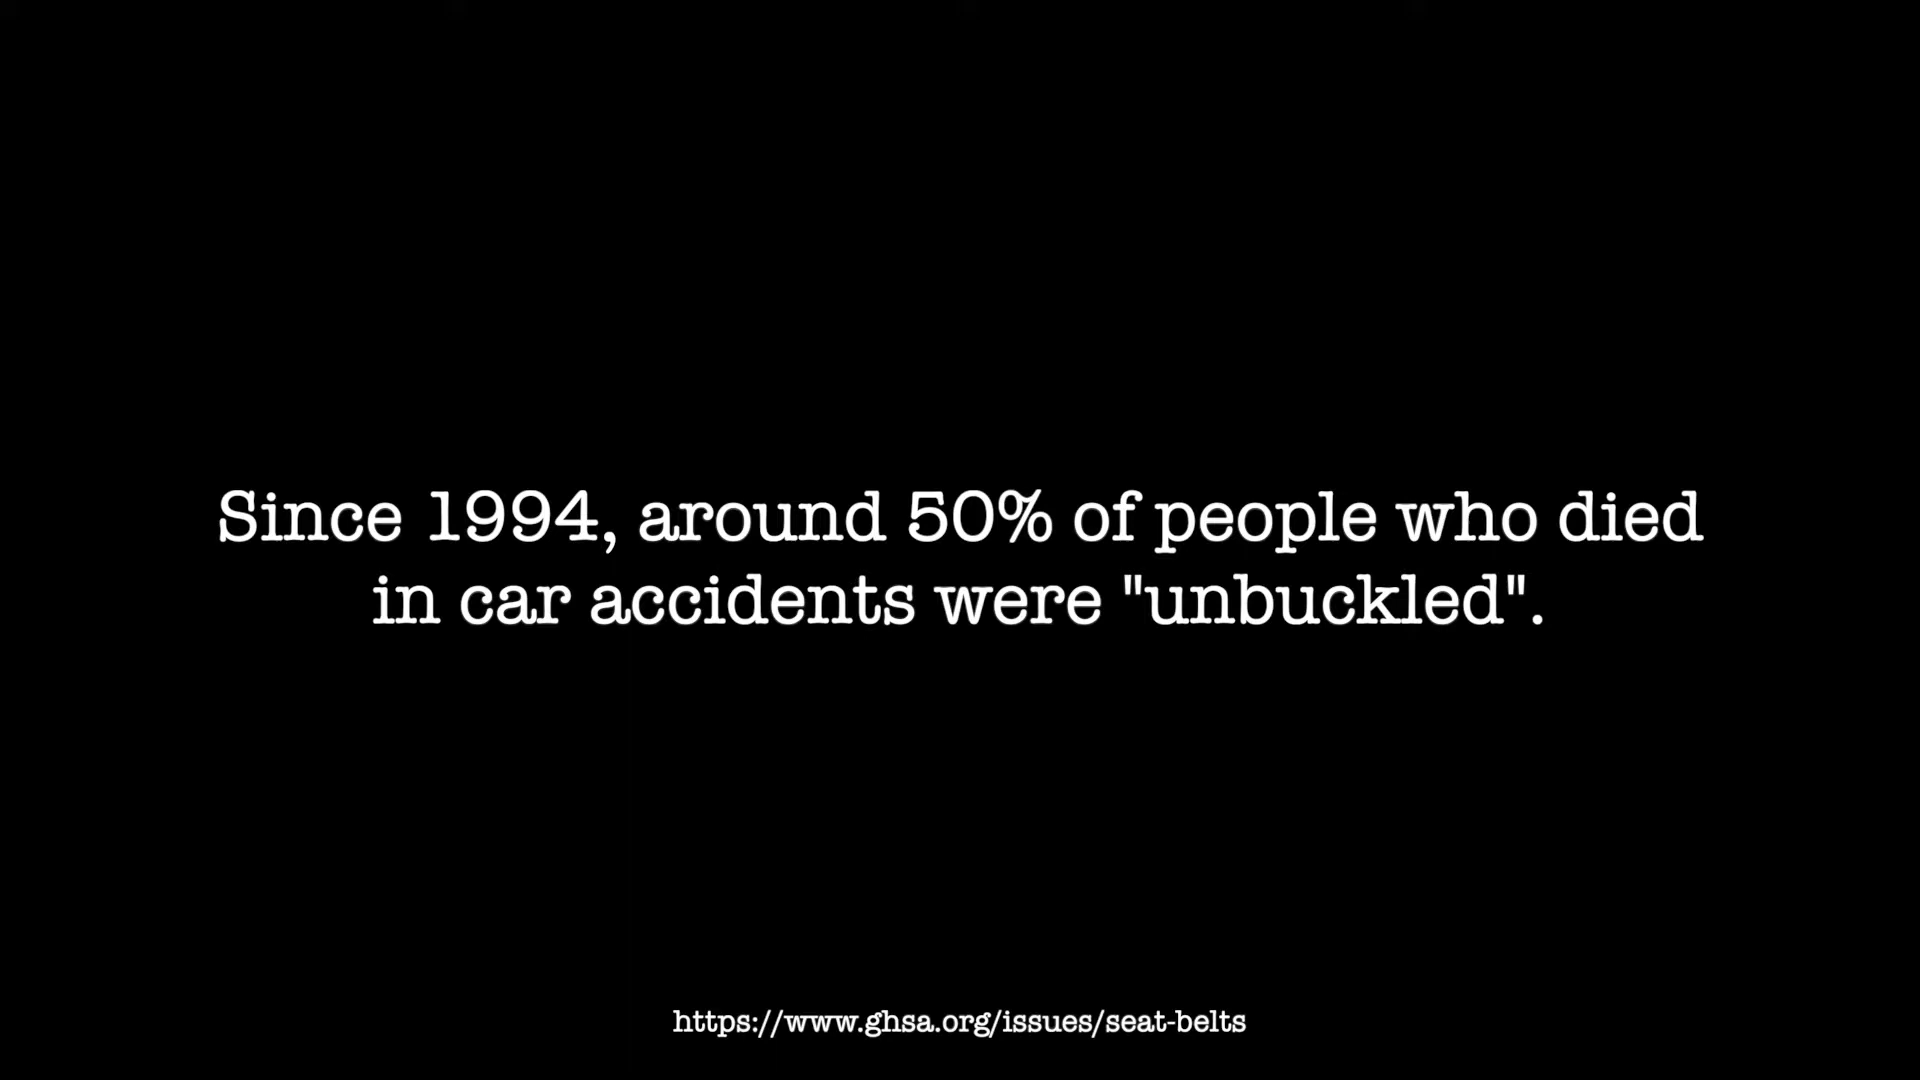 Since 1994, around 50% of people who died
in car accidents were "unbuckled".
https://www.ghsa.org/issues/seat-belts